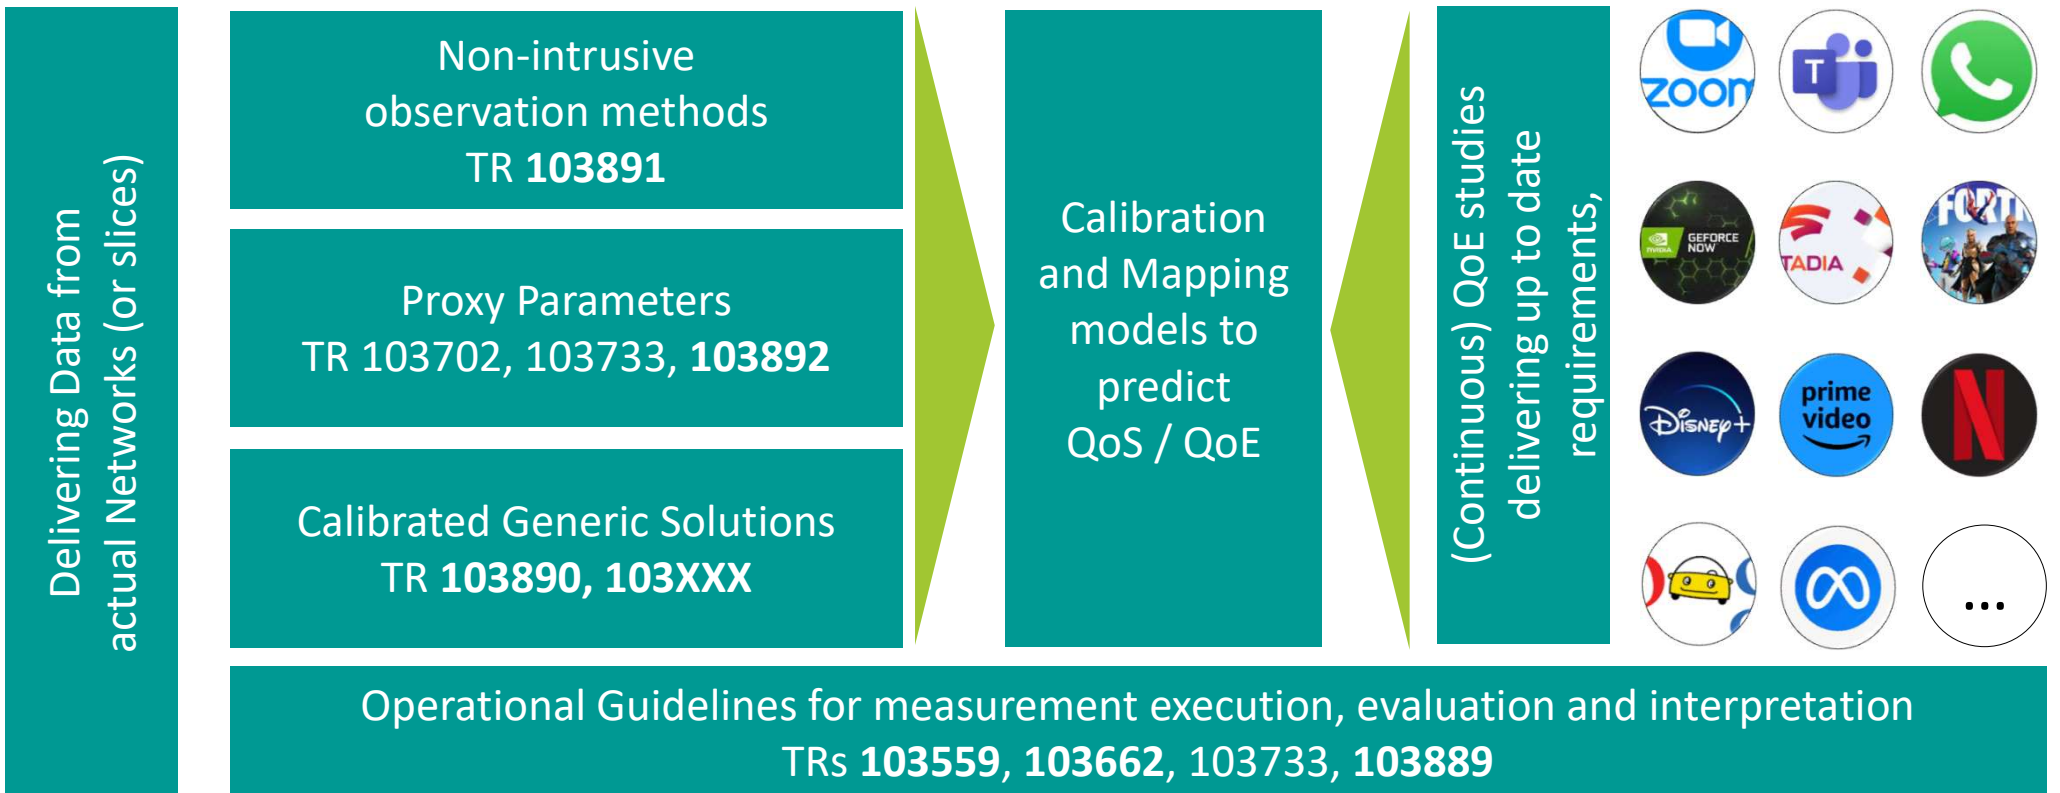 Delivering Data from
actual Networks (or slices)
Non-intrusive
observation methods
TR 103891
Proxy Parameters
TR 103702, 103733, 103892
Calibrated Generic Solutions
TR 103890, 103XXX
Calibration
and Mapping
models to
predict
QoS / QoE
(Continuous) QoE studies
delivering up to date
requirements,
zoom
T
NVIDIA
GEFORCE
NOW
TADIA
FORTN
Disney+
prime
video
N
...
Operational Guidelines for measurement execution, evaluation and interpretation
TRs 103559, 103662, 103733, 103889